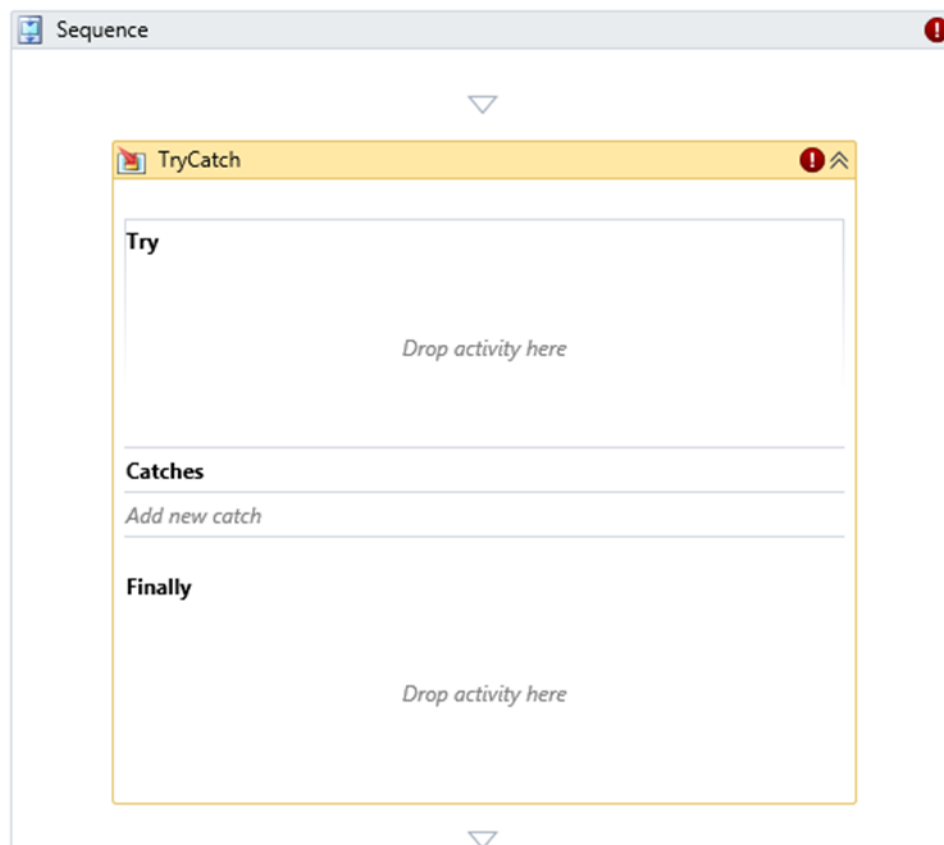 Sequence
TryCatch
Try
Drop activity here
Catches
Add new catch
Finally
Drop activity here